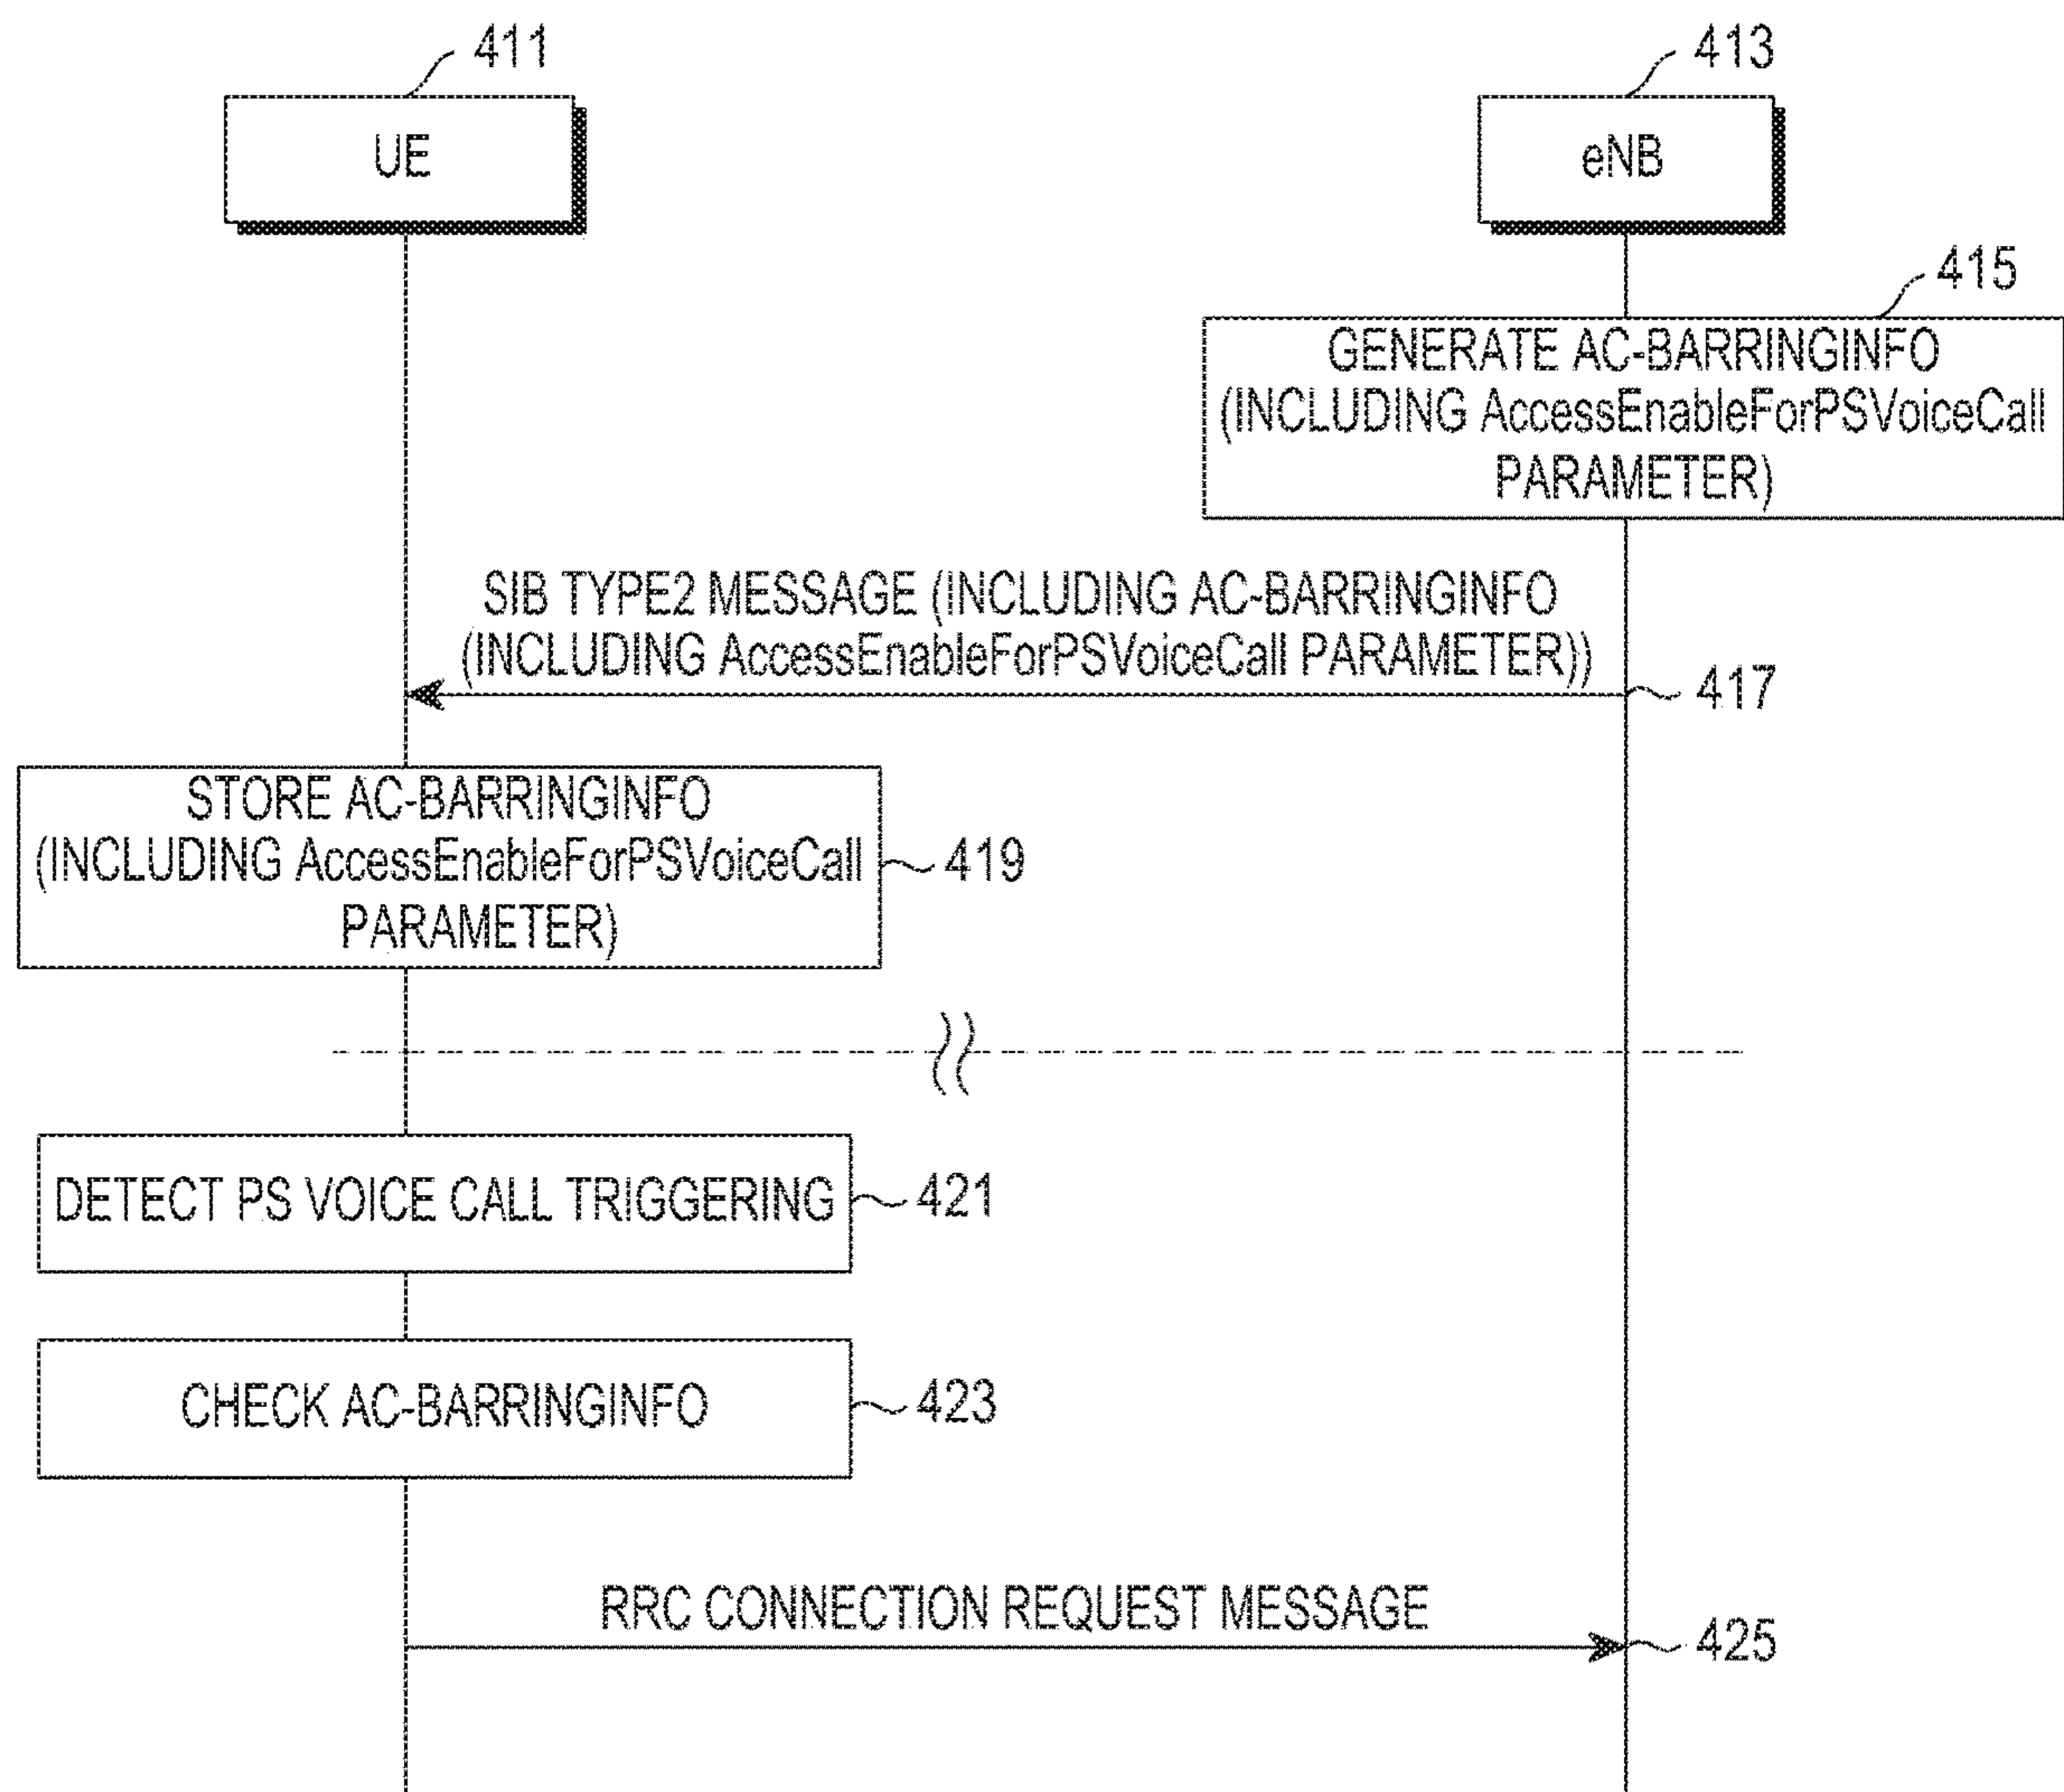 411
413
UE
eNB
415
GENERATE AC-BARRINGINFO
(INCLUDING AccessEnableForPSVoiceCall
PARAMETER)
SIB TYPE2 MESSAGE (INCLUDING AC-BARRINGINFO
(INCLUDING AccessEnableForPSVoiceCall PARAMETER))
417
STORE AC-BARRINGINFO
(INCLUDING AccessEnableForPSVoiceCall
PARAMETER)
419
DETECT PS VOICE CALL TRIGGERING
421
CHECK AC-BARRINGINFO
423
RRC CONNECTION REQUEST MESSAGE
425